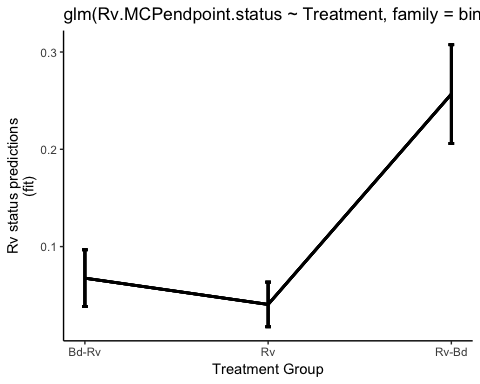 glm(Rv.MCPendpoint.status ~ Treatment, family = bin
0.3
0.2
0.1
Rv status predictions
(fit)
Bd-Rv Rv Rv-Bd
Treatment Group